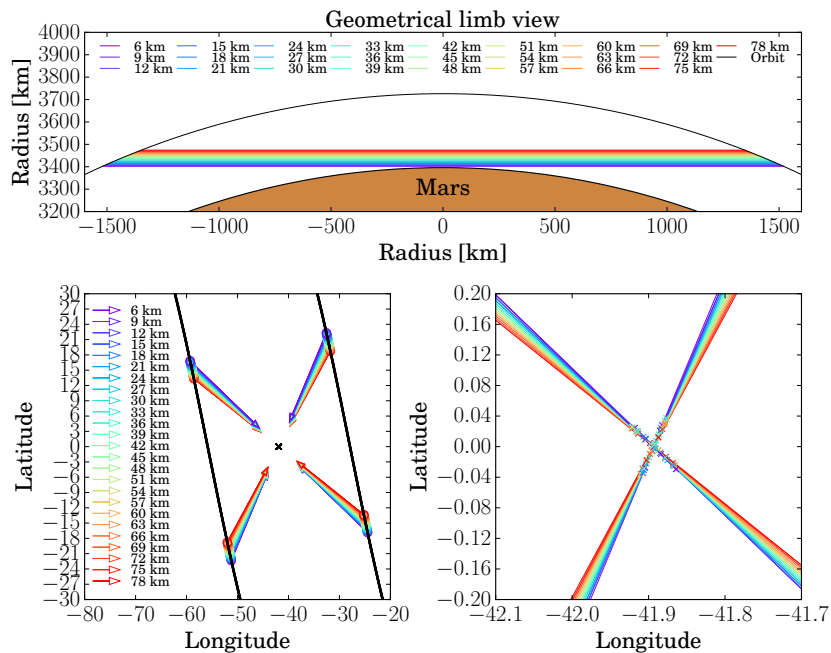 Geometrical limb view
4000
3900
3800
3700
3600
3500
3400
3300
3200
Radius [km]
6 km 15 km 24 km 33 km 42 km 51 km 60 km 69 km 78 km
9 km 18 km 27 km 36 km 45 km 54 km 63 km 72 km Orbit
12 km 21 km 30 km 39 km 48 km 57 km 66 km 75 km
Mars
−1500 −1000 −500 0 500 1000 1500
Radius [km]
30
27
24
21
18
15
12
9
6
3
0
−3
−6
−9
−12
−15
−18
−21
−24
−27
−30
Latitude
6 km
9 km
12 km
15 km
18 km
21 km
24 km
27 km
30 km
33 km
36 km
39 km
42 km
45 km
48 km
51 km
54 km
57 km
60 km
63 km
66 km
69 km
72 km
75 km
78 km
−80 −70 −60 −50 −40 −30 −20
Longitude
0.20
0.16
0.12
0.08
0.04
0.00
−0.04
−0.08
−0.12
−0.16
−0.20
Latitude
−42.1 −42.0 −41.9 −41.8 −41.7
Longitude